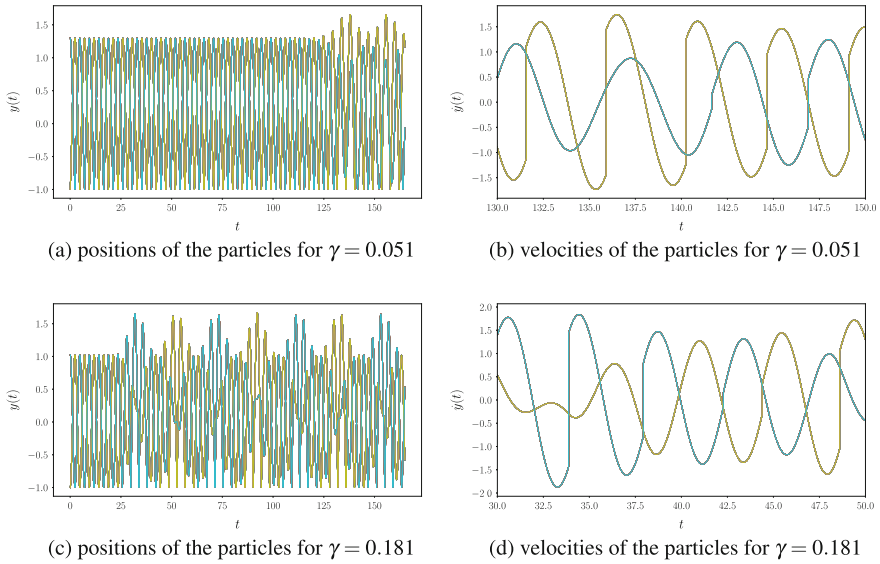 1.5
1.0
0.5
0.0
−0.5
−1.0
y(t)
0 25 50 75 100 125 150
t
(a) positions of the particles for γ = 0.051
1.5
1.0
0.5
0.0
−0.5
−1.0
−1.5
ẏ(t)
130.0 132.5 135.0 137.5 140.0 142.5 145.0 147.5 150.0
t
(b) velocities of the particles for γ = 0.051
1.5
1.0
0.5
0.0
−0.5
−1.0
y(t)
0 25 50 75 100 125 150
t
(c) positions of the particles for γ = 0.181
2.0
1.5
1.0
0.5
0.0
−0.5
−1.0
−1.5
−2 0
ẏ(t)
30.0 32.5 35.0 37.5 40.0 42.5 45.0 47.5 50.0
t
(d) velocities of the particles for γ = 0.181